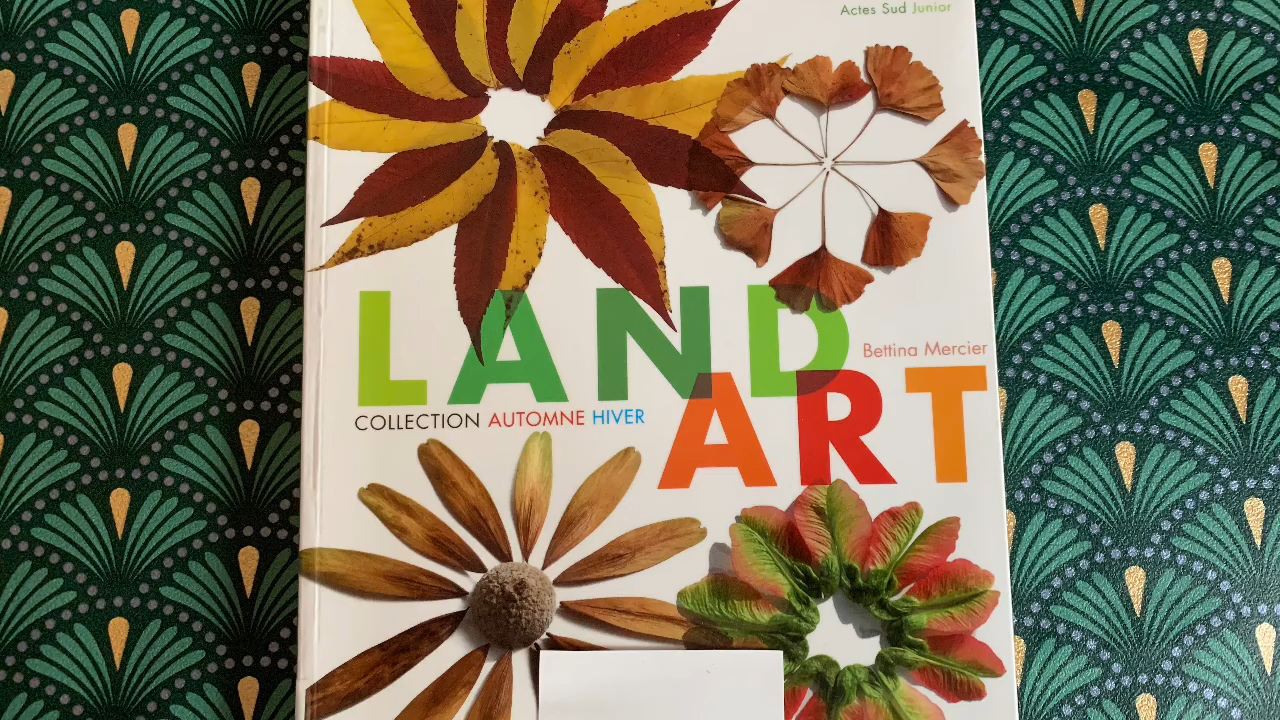 Actes Sud Junior
LAND
Bettina Mercier
ART
COLLECTION AUTOMNE HIVER